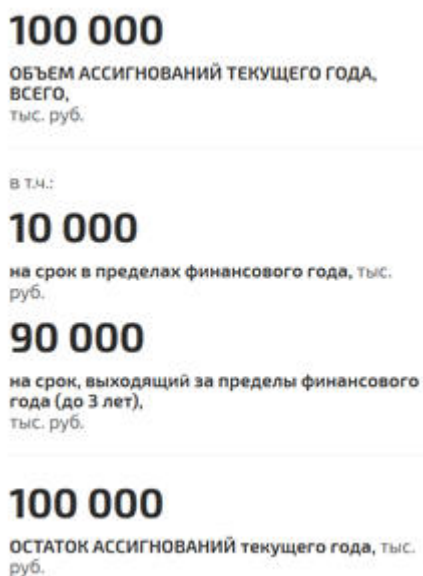 100 000
ОБЪЕМ АССИГНОВАНИЙ ТЕКУЩЕГО ГОДА,
ВСЕГО,
тыс. руб.
в т.ч.:
10 000
на срок в пределах финансового года, тыс.
руб.
90 000
на срок, выходящий за пределы финансового
года (до 3 лет),
тыс. руб.
100 000
ОСТАТОК АССИГНОВАНИЙ текущего года, тыс.
руб.